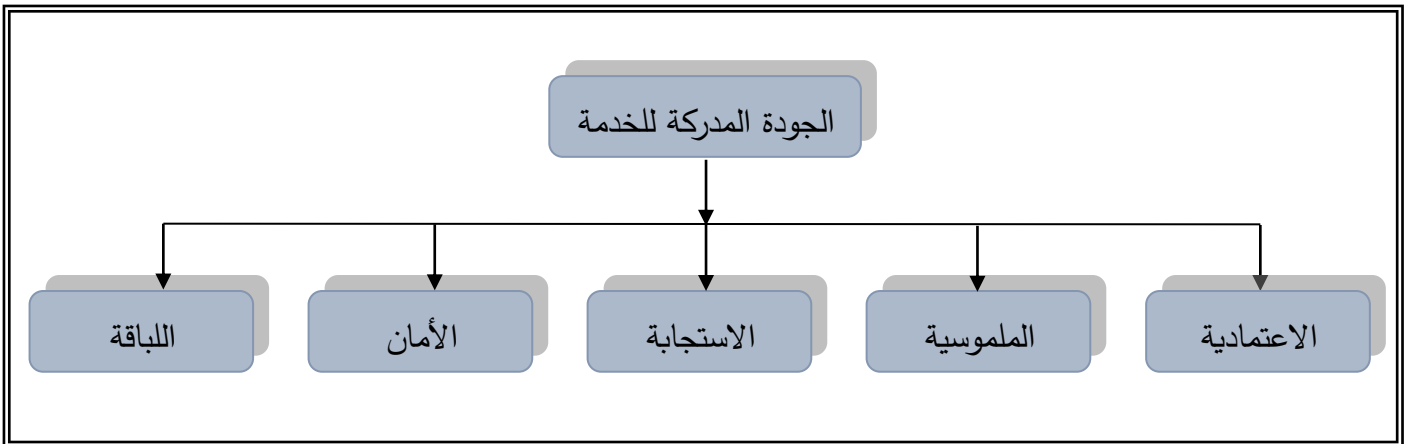 الجودة المدركة للخدمة
الاعتمادية
الملموسية
الاستجابة
الأمان
اللباقة